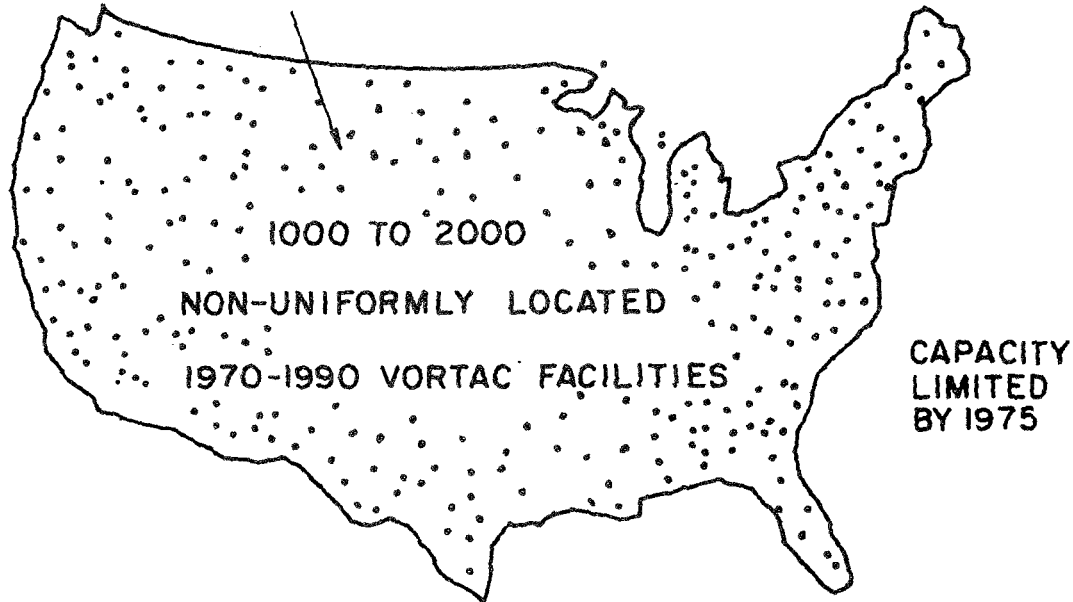 1000 TO 2000
NON-UNIFORMLY LOCATED
1970-1990 VORTAC FACILITIES
CAPACITY
LIMITED
BY 1975